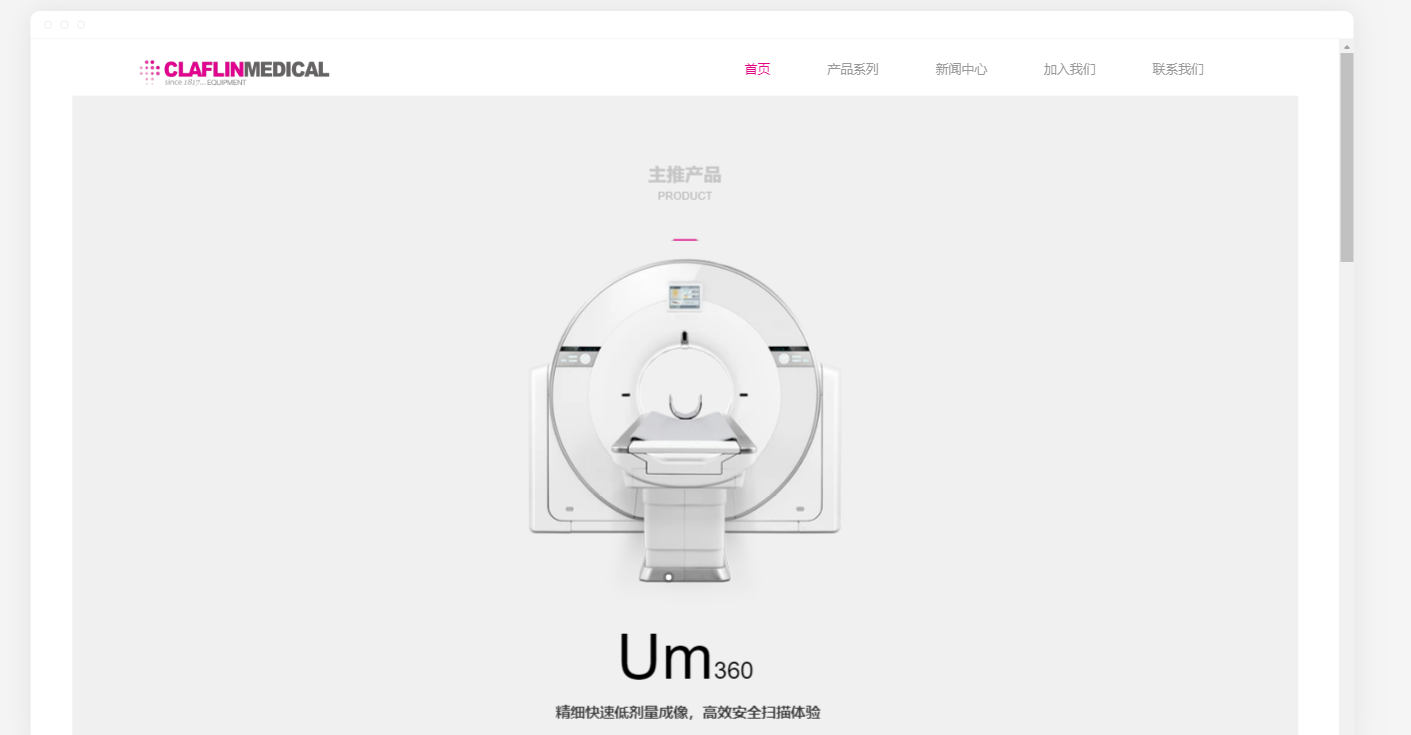 CLAFLINMEDICAL
since 1817... EQUIPMENT
首页 产品系列 新闻中心 加入我们 联系我们
主推产品
PRODUCT
Um360
精细快速低剂量成像，高效安全扫描体验